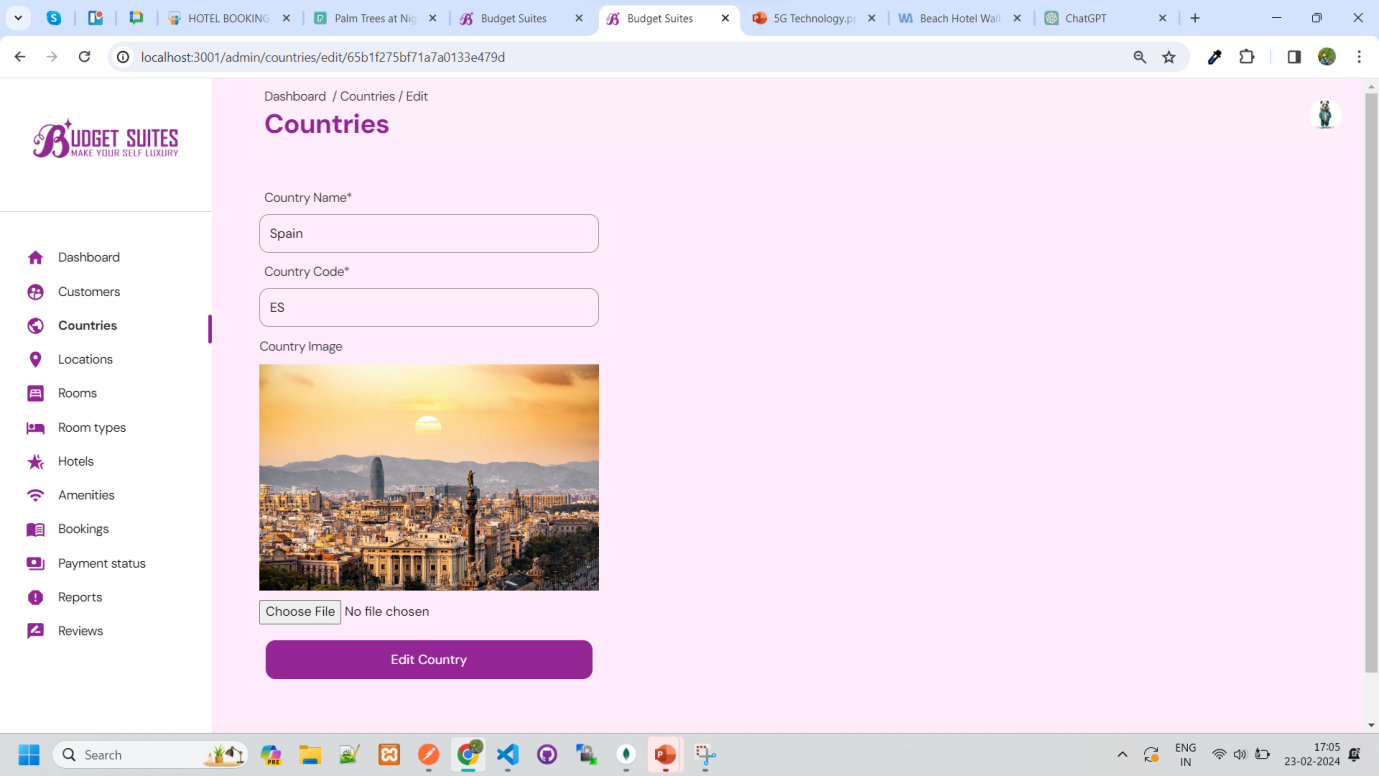 HOTEL BOOKING
Palm Trees at Nig
Budget Suites
Budget Suites
5G Technology.pp
Beach Hotel Wall
ChatGPT
localhost:3001/admin/countries/edit/65b1f275bf71a7a0133e479d
BUDGET SUITES
MAKE YOUR SELF LUXURY
Dashboard
Customers
Countries
Locations
Rooms
Room types
Hotels
Amenities
Bookings
Payment status
Reports
Reviews
Dashboard / Countries / Edit
Countries
Country Name*
Spain
Country Code*
ES
Country Image
Choose File No file chosen
Edit Country
Search
PRE
ENG
IN
17:05
23-02-2024